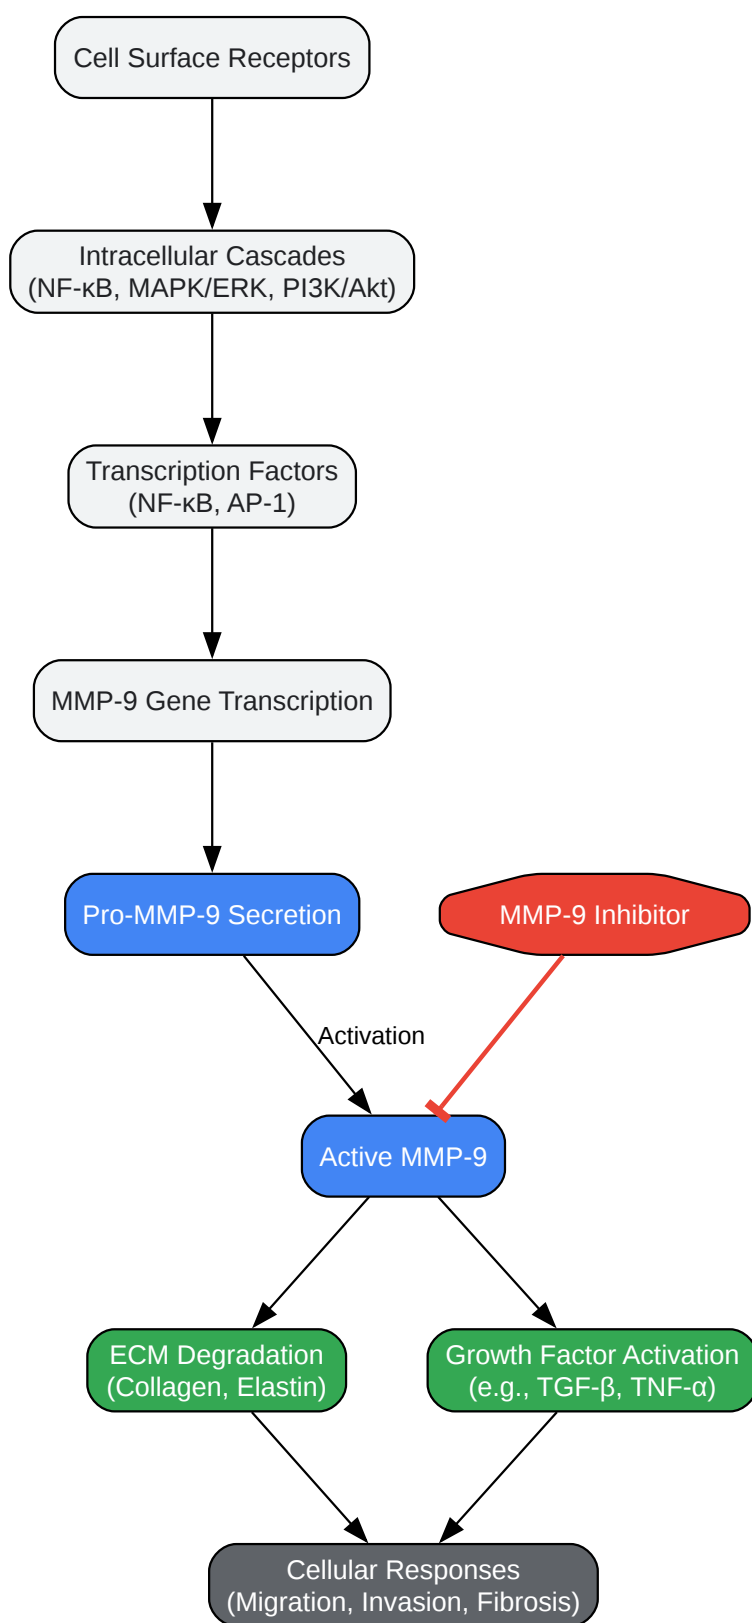 Cell Surface Receptors
Intracellular Cascades
(NF-κB, MAPK/ERK, PI3K/Akt)
Transcription Factors
(NF-κB, AP-1)
MMP-9 Gene Transcription
Pro-MMP-9 Secretion
MMP-9 Inhibitor
Activation
Active MMP-9
ECM Degradation
(Collagen, Elastin)
Growth Factor Activation
(e.g., TGF-β, TNF-α)
Cellular Responses
(Migration, Invasion, Fibrosis)